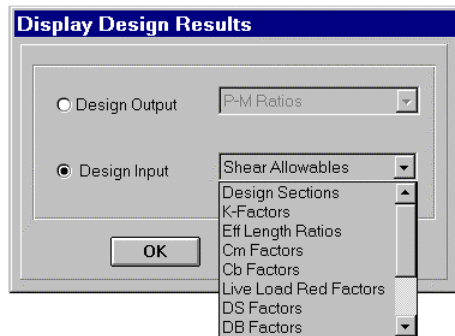 Display Design Results
Design Output
P-M Ratios
Design Input
Shear Allowables
Design Sections
K-Factors
Eff Length Ratios
Cm Factors
Cb Factors
Live Load Red Factors
DS Factors
DB Factors
OK